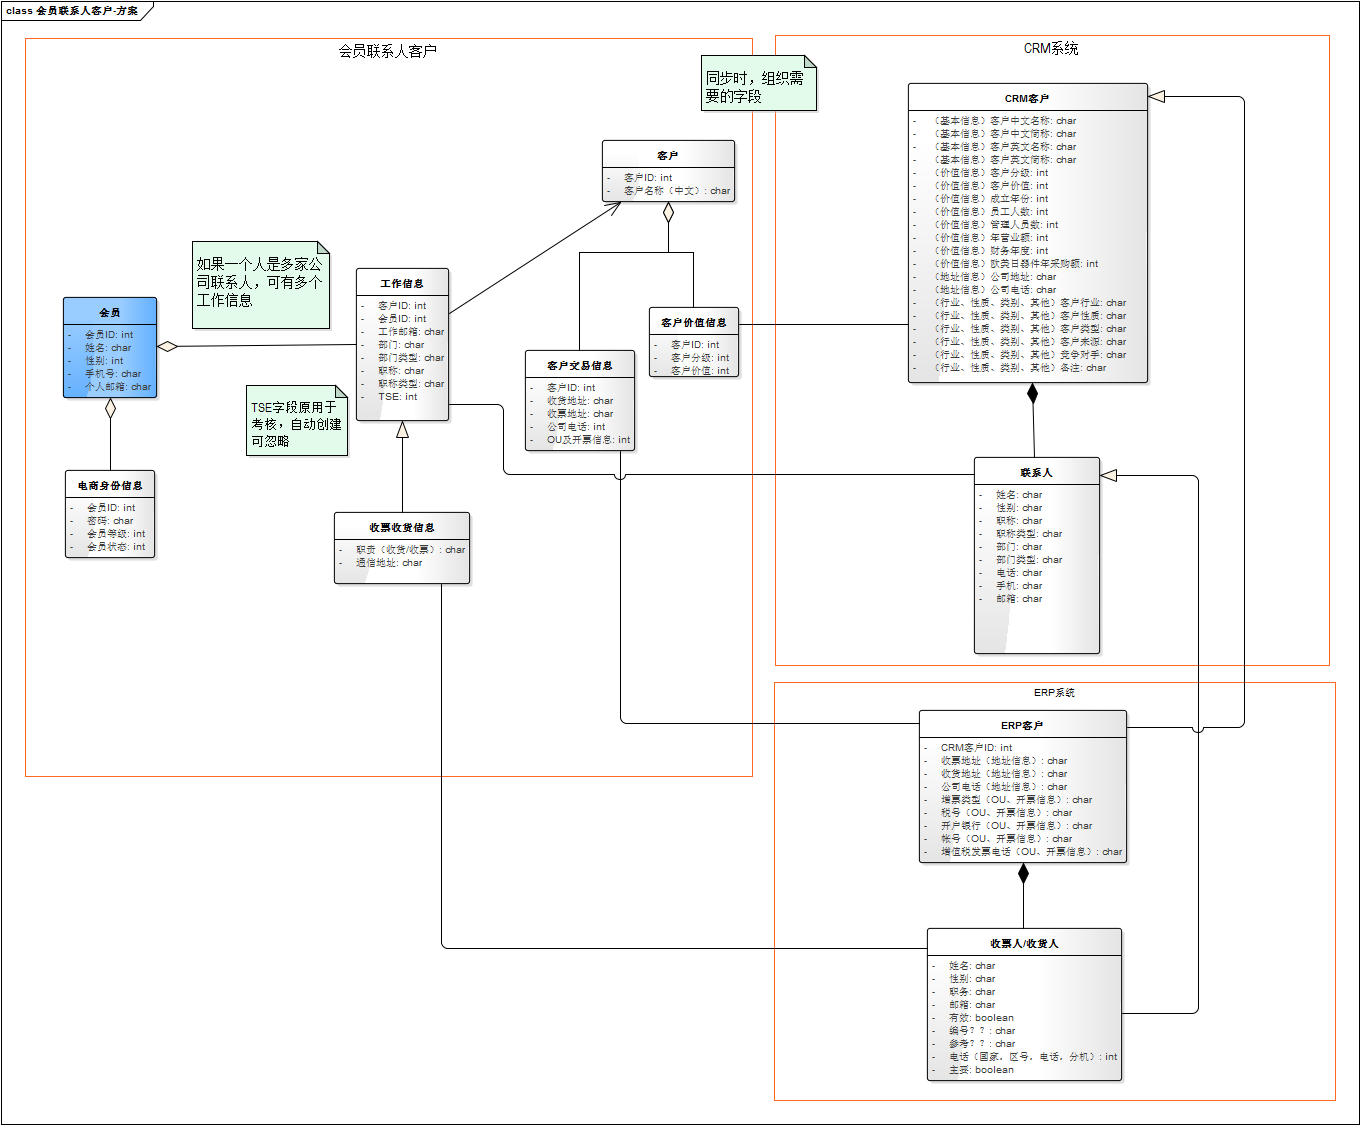 class 会员联系人客户-方案
会员联系人客户
同步时，组织需
要的字段
客户
- 客户ID: int
- 客户名称（中文）: char
如果一个人是多家公
司联系人，可有多个
工作信息
工作信息
- 客户ID: int
- 会员ID: int
- 工作邮箱: char
- 部门: char
- 部门类型: char
- 职称: char
- 职称类型: char
- TSE: int
会员
- 会员ID: int
- 姓名: char
- 性别: int
- 手机号: char
- 个人邮箱: char
客户价值信息
- 客户ID: int
- 客户分级: int
- 客户价值: int
客户交易信息
- 客户ID: int
- 收货地址: char
- 收票地址: char
- 公司电话: int
- OU及开票信息: int
TSE字段原用于
考核，自动创建
可忽略
电商身份信息
- 会员ID: int
- 密码: char
- 会员等级: int
- 会员状态: int
收票收货信息
- 职责（收货/收票）: char
- 通信地址: char
CRM系统
CRM客户
- （基本信息）客户中文名称: char
- （基本信息）客户中文简称: char
- （基本信息）客户英文名称: char
- （基本信息）客户英文简称: char
- （价值信息）客户分级: int
- （价值信息）客户价值: int
- （价值信息）成立年份: int
- （价值信息）员工人数: int
- （价值信息）管理人员数: int
- （价值信息）年营业额: int
- （价值信息）财务年度: int
- （价值信息）欧美日器件年采购额: int
- （地址信息）公司地址: char
- （地址信息）公司电话: char
- （行业、性质、类别、其他）客户行业: char
- （行业、性质、类别、其他）客户性质: char
- （行业、性质、类别、其他）客户类型: char
- （行业、性质、类别、其他）客户来源: char
- （行业、性质、类别、其他）竞争对手: char
- （行业、性质、类别、其他）备注: char
联系人
- 姓名: char
- 性别: char
- 职称: char
- 职称类型: char
- 部门: char
- 部门类型: char
- 电话: char
- 手机: char
- 邮箱: char
ERP系统
ERP客户
- CRM客户ID: int
- 收票地址（地址信息）: char
- 收货地址（地址信息）: char
- 公司电话（地址信息）: char
- 增票类型（OU、开票信息）: char
- 税号（OU、开票信息）: char
- 开户银行（OU、开票信息）: char
- 帐号（OU、开票信息）: char
- 增值税发票电话（OU、开票信息）: char
收票人/收货人
- 姓名: char
- 性别: char
- 职务: char
- 邮箱: char
- 有效: boolean
- 编号？？: char
- 参考？？: char
- 电话（国家，区号，电话，分机）: int
- 主要: boolean